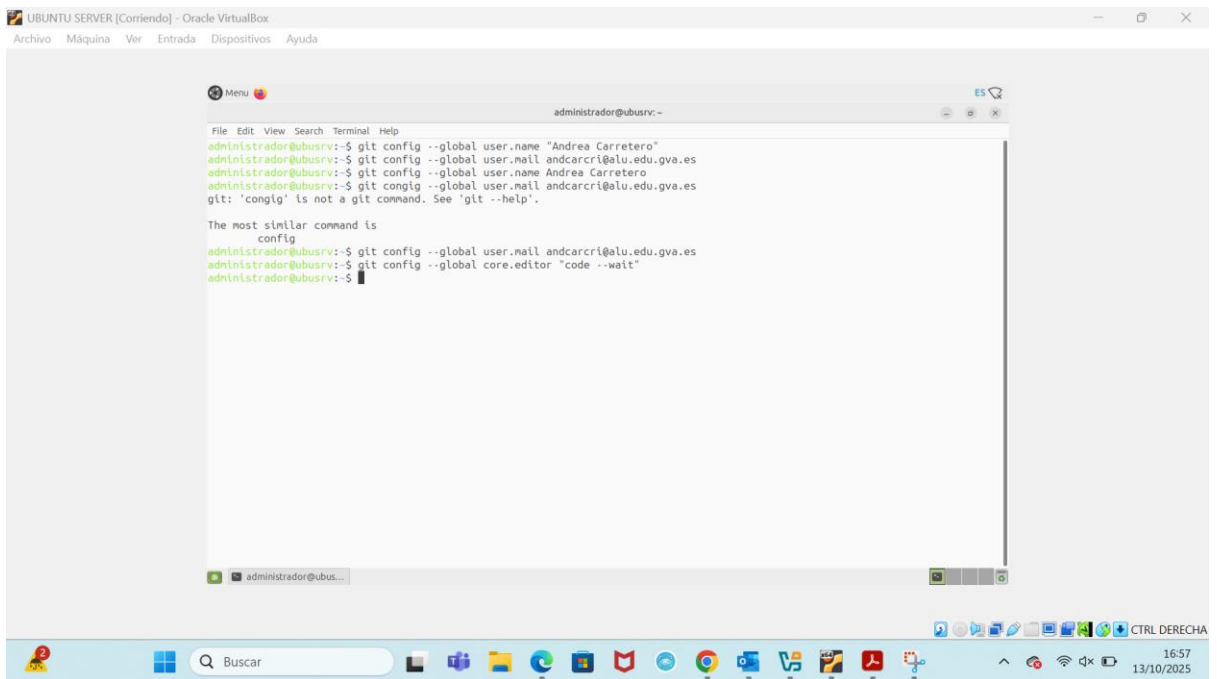 UBUNTU SERVER [Corriendo] - Oracle VirtualBox
Archivo Máquina Ver Entrada Dispositivos Ayuda
Menu ES
administrador@ubusrv: ~
File Edit View Search Terminal Help
administrador@ubusrv:~$ git config --global user.name "Andrea Carretero"
administrador@ubusrv:~$ git config --global user.mail andcarcri@alu.edu.gva.es
administrador@ubusrv:~$ git config --global user.name Andrea Carretero
administrador@ubusrv:~$ git congig --global user.mail andcarcri@alu.edu.gva.es
git: 'congig' is not a git command. See 'git --help'.
The most similar command is
config
administrador@ubusrv:~$ git config --global user.mail andcarcri@alu.edu.gva.es
administrador@ubusrv:~$ git config --global core.editor "code --wait"
administrador@ubusrv:~$
administrador@ubus...
CTRL DERECHA
2
Buscar
16:57
13/10/2025